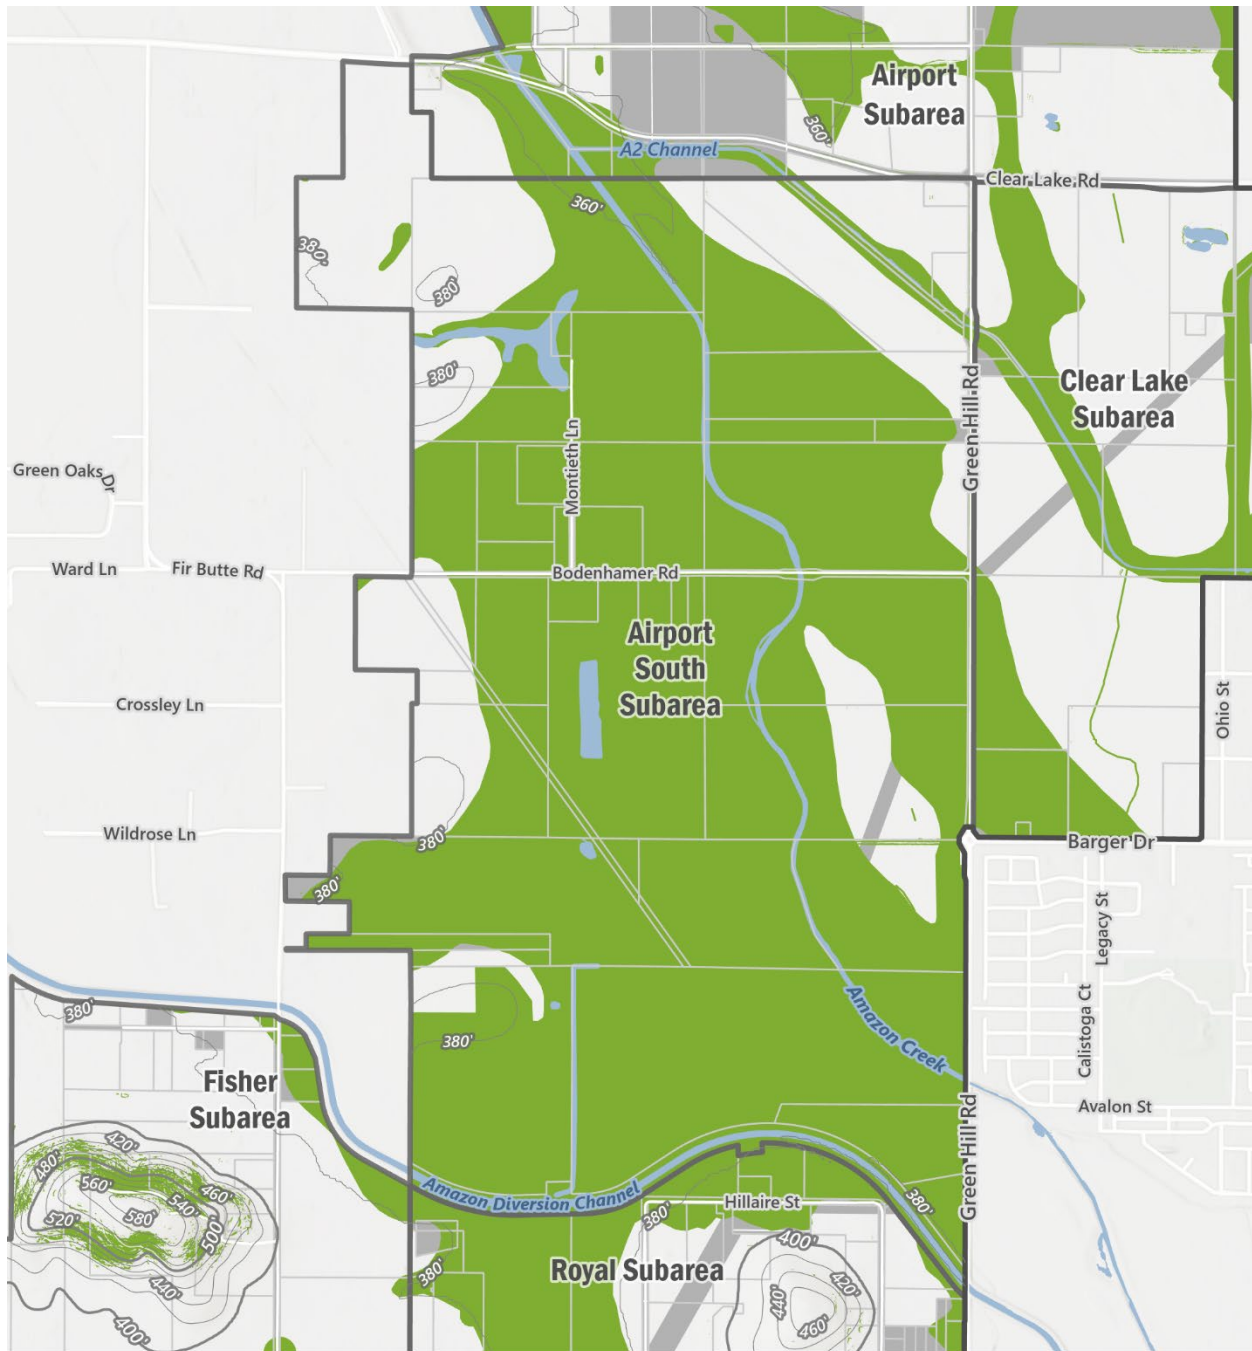 Airport
Subarea
360'
A2 Channel
Clear Lake Rd
360'
380'
380'
380'
Clear Lake
Subarea
Green Hill Rd
Montieth Ln
Green Oaks Dr
Ward Ln
Fir Butte Rd
Bodenhamer Rd
Airport
South
Subarea
Ohio St
Crossley Ln
Wildrose Ln
380'
Barger Dr
380'
Legacy St
380'
Amazon Creek
Calistoga Ct
380'
Fisher
Subarea
Avalon St
Green Hill Rd
420'
480'
560'
460'
540'
520'
580'
500'
440'
400'
Amazon Diversion Channel
380'
Hillaire St
380'
400'
Royal Subarea
380'
420'
440'
460'